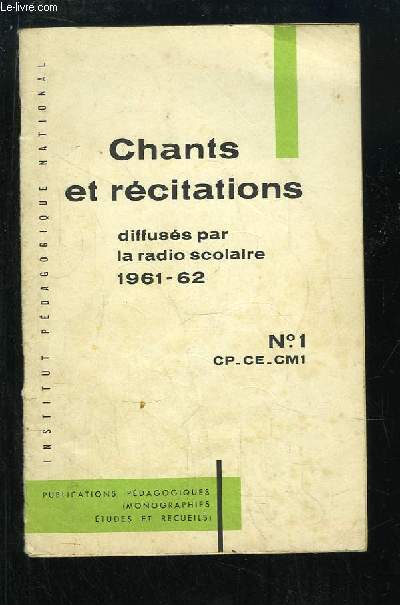 Le-livre.com
INSTITUT PÉDAGOGIQUE NATIONAL
Chants
et récitations
diffusés par
la radio scolaire
1961-62
Nº1
CP_CE_CM1
PUBLICATIONS PÉDAGOGIQUES
(MONOGRAPHIES
ÉTUDES ET RECUEILS)